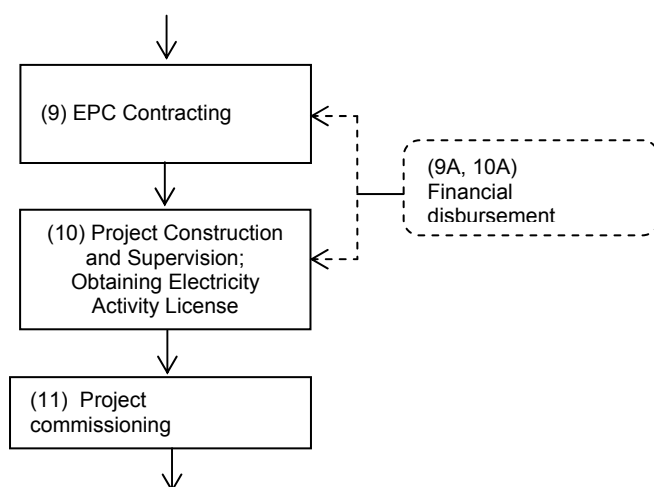 (9) EPC Contracting
(9A, 10A)
Financial
disbursement
(10) Project Construction
and Supervision;
Obtaining Electricity
Activity License
(11) Project
commissioning